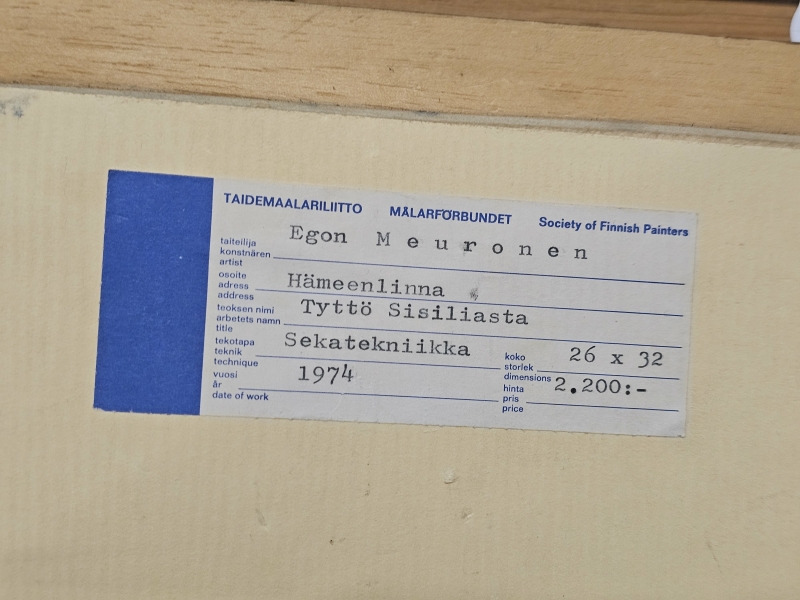 TAIDEMAALARILIITTO MÅLARFÖRBUNDET Society of Finnish Painters
taiteilija
konstnären
artist
Egon Meuronen
osoite
adress
address
Hämeenlinna
teoksen nimi
arbetets namn
title
Tyttö Sisiliasta
tekotapa
teknik
technique
Sekatekniikka
koko
storlek
dimensions
26 x 32
vuosi
år
date of work
1974
hinta
pris
price
2.200:-